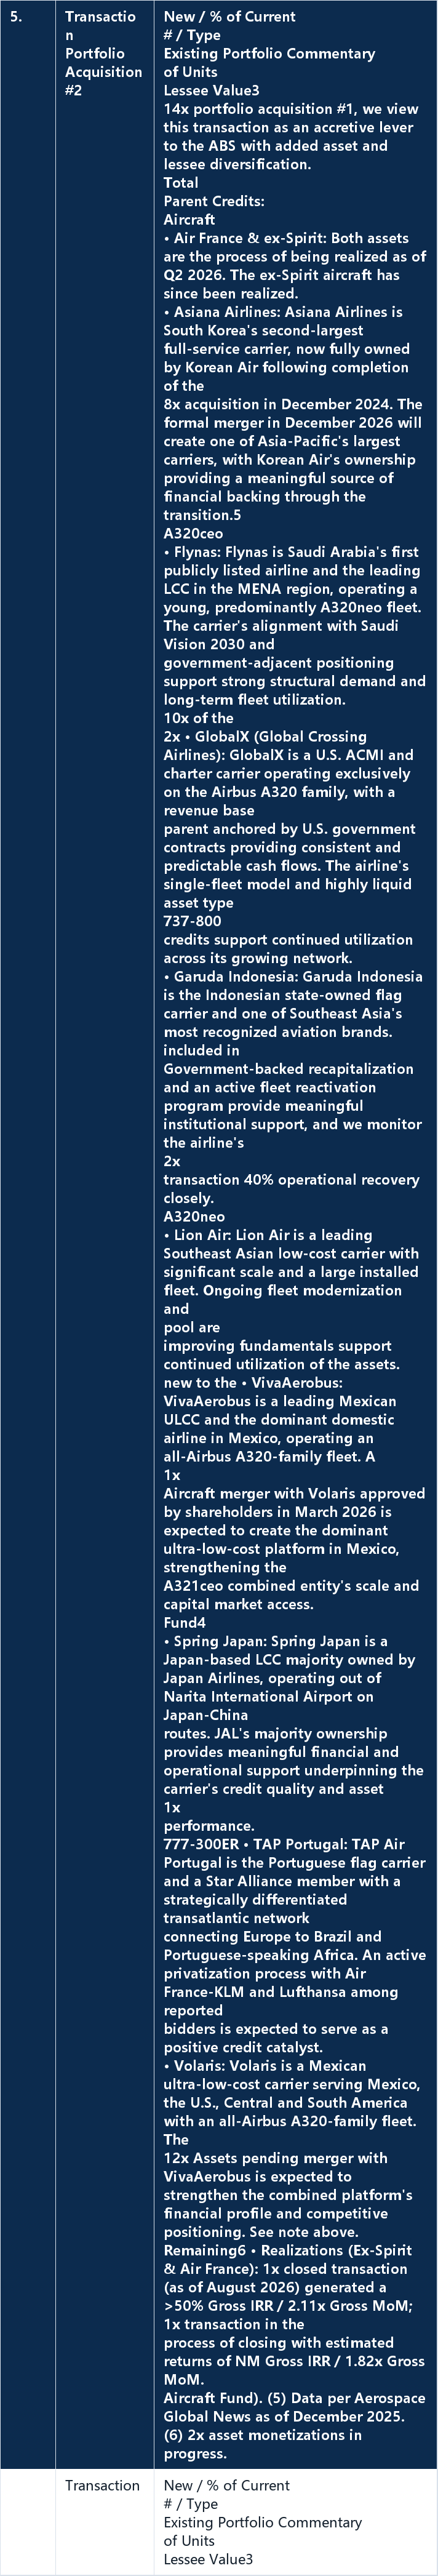 5.
Transactio
n
Portfolio
Acquisition
#2
New / % of Current
# / Type
Existing Portfolio Commentary
of Units
Lessee Value3
14x portfolio acquisition #1, we view
this transaction as an accretive lever
to the ABS with added asset and
lessee diversification.
Total
Parent Credits:
Aircraft
• Air France & ex-Spirit: Both assets
are the process of being realized as of
Q2 2026. The ex-Spirit aircraft has
since been realized.
• Asiana Airlines: Asiana Airlines is
South Korea's second-largest
full-service carrier, now fully owned
by Korean Air following completion
of the
8x acquisition in December 2024. The
formal merger in December 2026 will
create one of Asia-Pacific's largest
carriers, with Korean Air's ownership
providing a meaningful source of
financial backing through the
transition.5
A320ceo
• Flynas: Flynas is Saudi Arabia's first
publicly listed airline and the leading
LCC in the MENA region, operating a
young, predominantly A320neo fleet.
The carrier's alignment with Saudi
Vision 2030 and
government-adjacent positioning
support strong structural demand and
long-term fleet utilization.
10x of the
2x • GlobalX (Global Crossing
Airlines): GlobalX is a U.S. ACMI and
charter carrier operating exclusively
on the Airbus A320 family, with a
revenue base
parent anchored by U.S. government
contracts providing consistent and
predictable cash flows. The airline's
single-fleet model and highly liquid
asset type
737-800
credits support continued utilization
across its growing network.
• Garuda Indonesia: Garuda Indonesia
is the Indonesian state-owned flag
carrier and one of Southeast Asia's
most recognized aviation brands.
included in
Government-backed recapitalization
and an active fleet reactivation
program provide meaningful
institutional support, and we monitor
the airline's
2x
transaction 40% operational recovery
closely.
A320neo
• Lion Air: Lion Air is a leading
Southeast Asian low-cost carrier with
significant scale and a large installed
fleet. Ongoing fleet modernization
and
pool are
improving fundamentals support
continued utilization of the assets.
new to the • VivaAerobus:
VivaAerobus is a leading Mexican
ULCC and the dominant domestic
airline in Mexico, operating an
all-Airbus A320-family fleet. A
1x
Aircraft merger with Volaris approved
by shareholders in March 2026 is
expected to create the dominant
ultra-low-cost platform in Mexico,
strengthening the
A321ceo combined entity's scale and
capital market access.
Fund4
• Spring Japan: Spring Japan is a
Japan-based LCC majority owned by
Japan Airlines, operating out of
Narita International Airport on
Japan-China
routes. JAL's majority ownership
provides meaningful financial and
operational support underpinning the
carrier's credit quality and asset
1x
performance.
777-300ER • TAP Portugal: TAP Air
Portugal is the Portuguese flag carrier
and a Star Alliance member with a
strategically differentiated
transatlantic network
connecting Europe to Brazil and
Portuguese-speaking Africa. An active
privatization process with Air
France-KLM and Lufthansa among
reported
bidders is expected to serve as a
positive credit catalyst.
• Volaris: Volaris is a Mexican
ultra-low-cost carrier serving Mexico,
the U.S., Central and South America
with an all-Airbus A320-family fleet.
The
12x Assets pending merger with
VivaAerobus is expected to
strengthen the combined platform's
financial profile and competitive
positioning. See note above.
Remaining6 • Realizations (Ex-Spirit
& Air France): 1x closed transaction
(as of August 2026) generated a
>50% Gross IRR / 2.11x Gross MoM;
1x transaction in the
process of closing with estimated
returns of NM Gross IRR / 1.82x Gross
MoM.
Aircraft Fund). (5) Data per Aerospace
Global News as of December 2025.
(6) 2x asset monetizations in
progress.
Transaction
New / % of Current
# / Type
Existing Portfolio Commentary
of Units
Lessee Value3